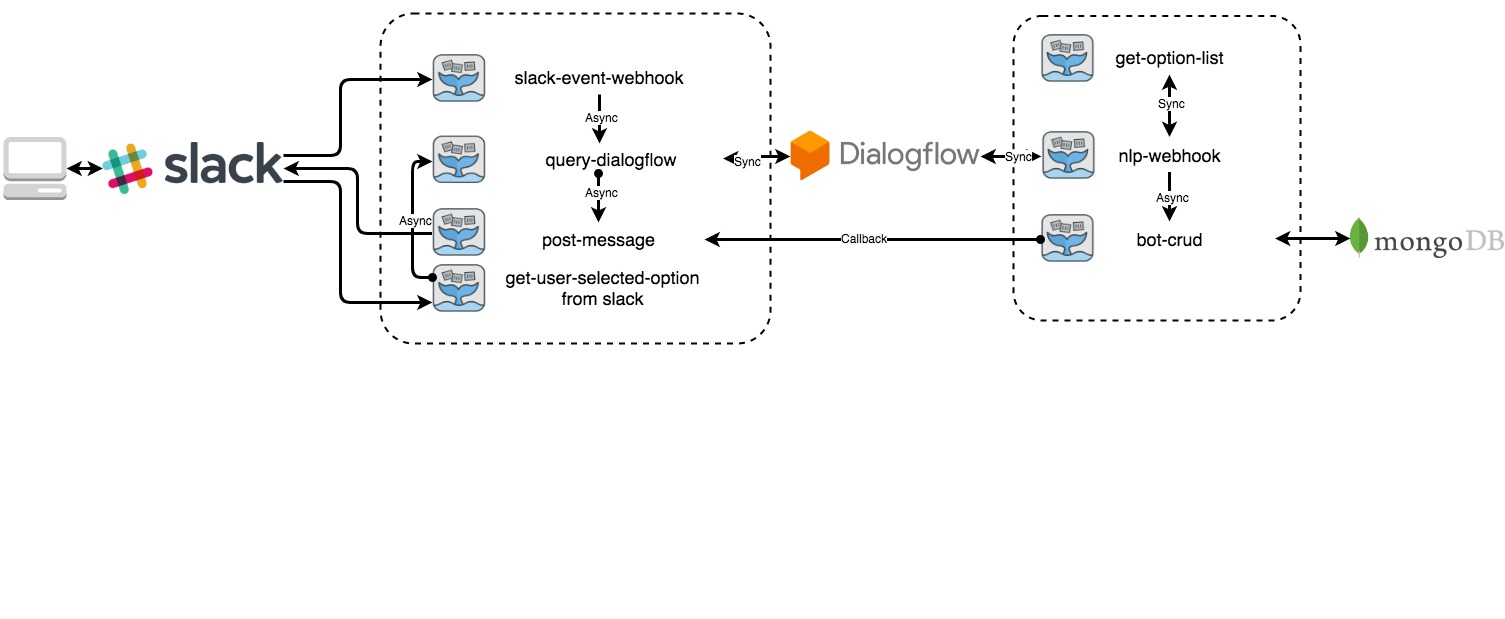 slack
slack-event-webhook
Async
query-dialogflow
Async
Async
post-message
get-user-selected-option
from slack
Sync
Dialogflow
Sync
Callback
get-option-list
Sync
nlp-webhook
Async
bot-crud
mongoDB